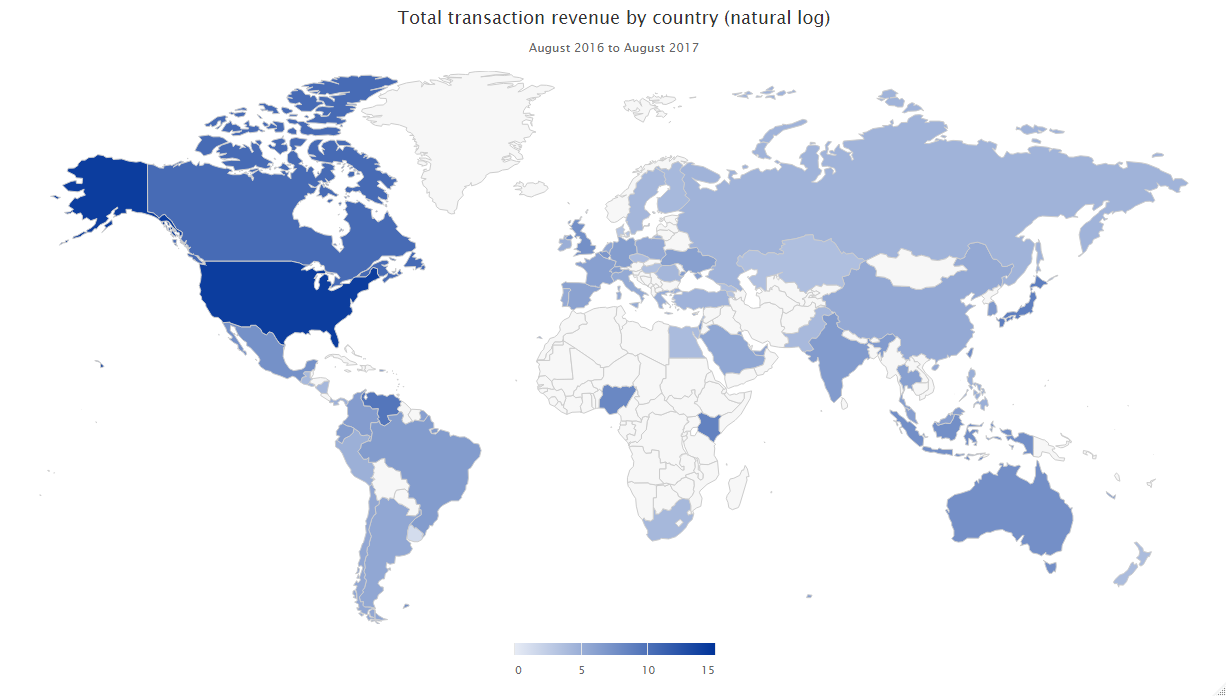 Total transaction revenue by country (natural log)
August 2016 to August 2017
0 5 10 15